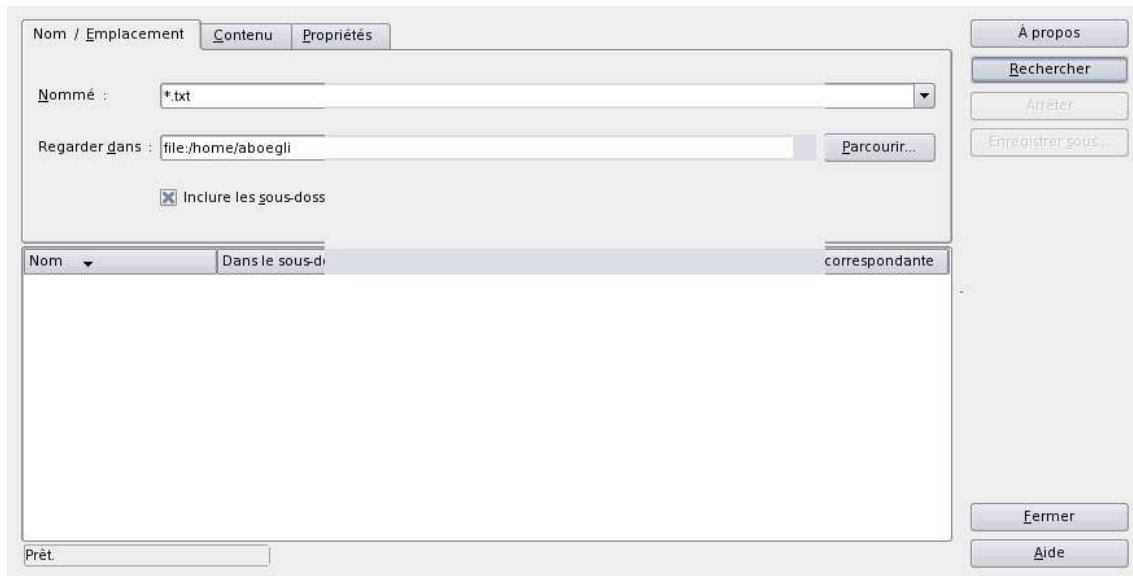 Nom / Emplacement Contenu Propriétés
Nommé : *.txt
Regarder dans : file:/home/aboegli Parcourir...
Inclure les sous-doss
Nom Dans le sous-d correspondante
Prêt.
À propos
Rechercher
Arrêter
Enregistrer sous ...
Fermer
Aide